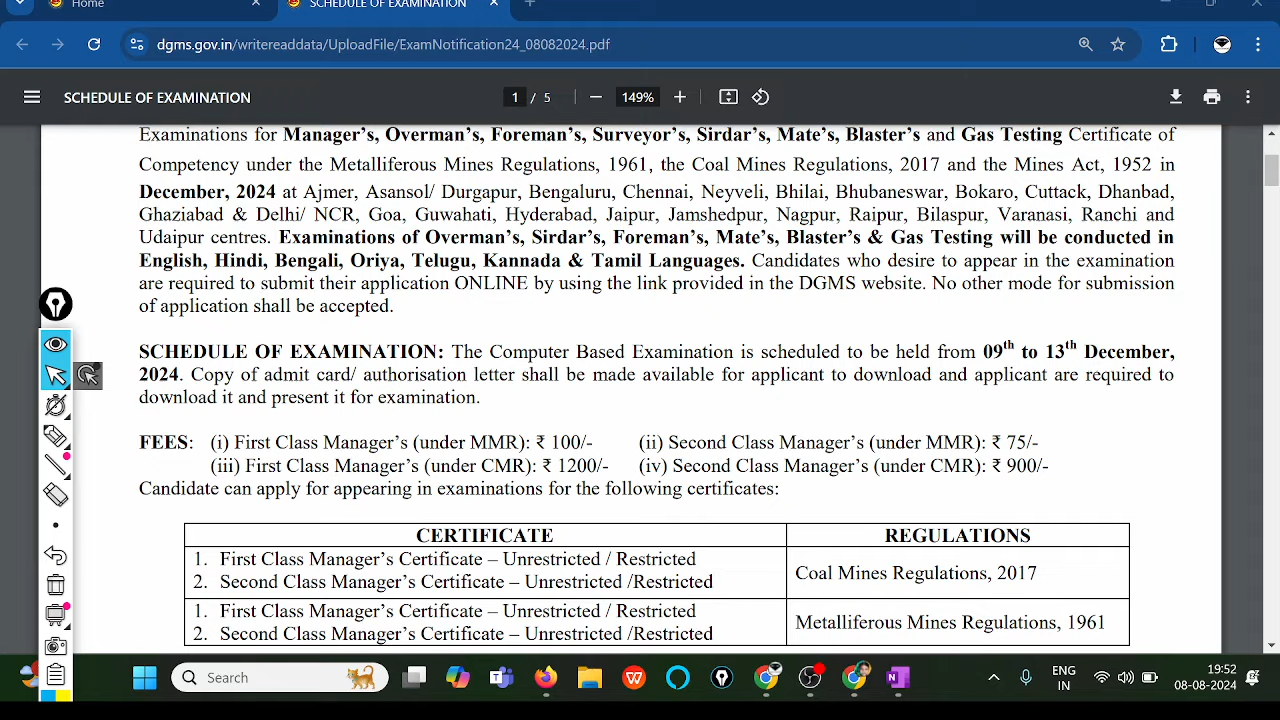 Home
SCHEDULE OF EXAMINATION
dgms.gov.in/writereaddata/UploadFile/ExamNotification24_08082024.pdf
SCHEDULE OF EXAMINATION 1 / 5 149%
Examinations for Manager's, Overman's, Foreman's, Surveyor's, Sirdar's, Mate's, Blaster's and Gas Testing Certificate of
Competency under the Metalliferous Mines Regulations, 1961, the Coal Mines Regulations, 2017 and the Mines Act, 1952 in
December, 2024 at Ajmer, Asansol/ Durgapur, Bengaluru, Chennai, Neyveli, Bhilai, Bhubaneswar, Bokaro, Cuttack, Dhanbad,
Ghaziabad & Delhi/ NCR, Goa, Guwahati, Hyderabad, Jaipur, Jamshedpur, Nagpur, Raipur, Bilaspur, Varanasi, Ranchi and
Udaipur centres. Examinations of Overman's, Sirdar's, Foreman's, Mate's, Blaster's & Gas Testing will be conducted in
English, Hindi, Bengali, Oriya, Telugu, Kannada & Tamil Languages. Candidates who desire to appear in the examination
are required to submit their application ONLINE by using the link provided in the DGMS website. No other mode for submission
of application shall be accepted.
SCHEDULE OF EXAMINATION: The Computer Based Examination is scheduled to be held from 09th to 13th December,
2024. Copy of admit card/ authorisation letter shall be made available for applicant to download and applicant are required to
download it and present it for examination.
FEES: (i) First Class Manager's (under MMR): ₹ 100/- (ii) Second Class Manager's (under MMR): ₹ 75/-
(iii) First Class Manager's (under CMR): ₹ 1200/- (iv) Second Class Manager's (under CMR): ₹ 900/-
Candidate can apply for appearing in examinations for the following certificates:
CERTIFICATE REGULATIONS
1. First Class Manager's Certificate – Unrestricted / Restricted
2. Second Class Manager's Certificate – Unrestricted /Restricted
Coal Mines Regulations, 2017
1. First Class Manager's Certificate – Unrestricted / Restricted
2. Second Class Manager's Certificate – Unrestricted /Restricted
Metalliferous Mines Regulations, 1961
Search
ENG
IN
19:52
08-08-2024